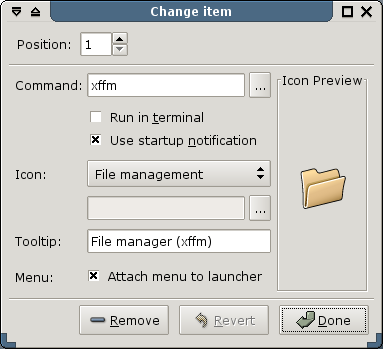 Change item
Position: 1
Command: xffm ...
Icon Preview
Run in terminal
Use startup notification
Icon: File management
...
Tooltip: File manager (xffm)
Menu: Attach menu to launcher
Remove Revert Done